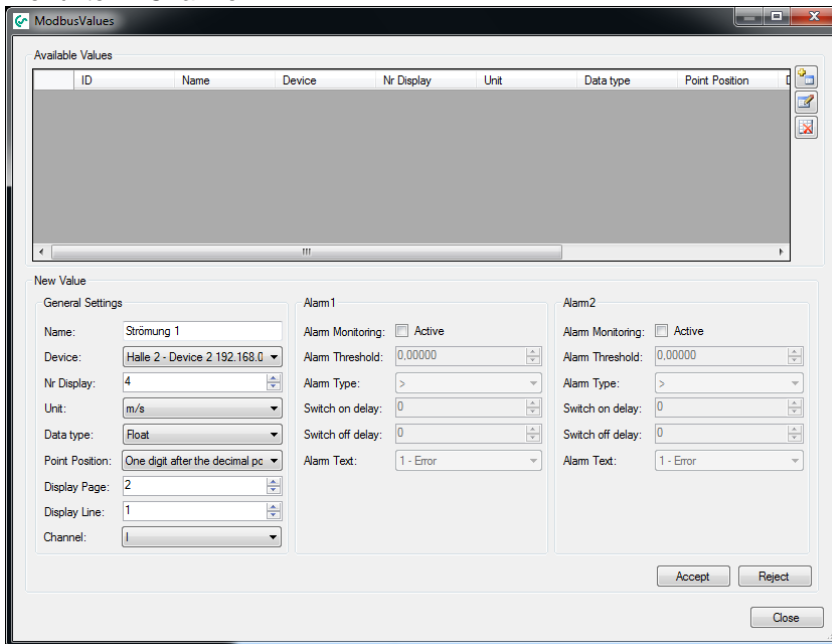 ModbusValues
Available Values
ID Name Device Nr Display Unit Data type Point Position
New Value
General Settings
Name: Strömung 1
Device: Halle 2 - Device 2 192.168.0
Nr Display: 4
Unit: m/s
Data type: Float
Point Position: One digit after the decimal pc
Display Page: 2
Display Line: 1
Channel: I
Alarm1
Alarm Monitoring: Active
Alarm Threshold: 0,00000
Alarm Type: >
Switch on delay: 0
Switch off delay: 0
Alarm Text: 1 - Error
Alarm2
Alarm Monitoring: Active
Alarm Threshold: 0,00000
Alarm Type: >
Switch on delay: 0
Switch off delay: 0
Alarm Text: 1 - Error
Accept Reject
Close